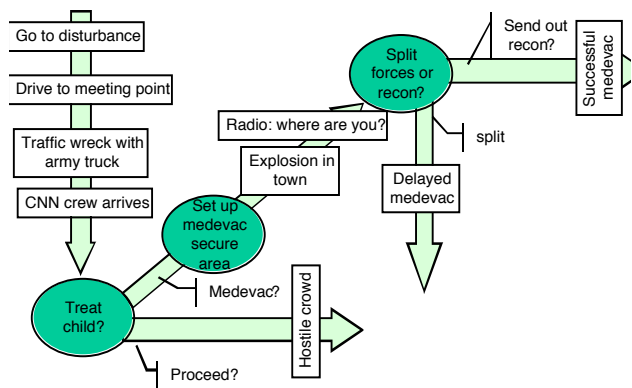 Go to disturbance
Drive to meeting point
Traffic wreck with
army truck
CNN crew arrives
Treat
child?
Proceed?
Hostile crowd
Medevac?
Set up
medevac
secure
area
Explosion in
town
Radio: where are you?
Split
forces or
recon?
Send out
recon?
Successful
medevac
split
Delayed
medevac